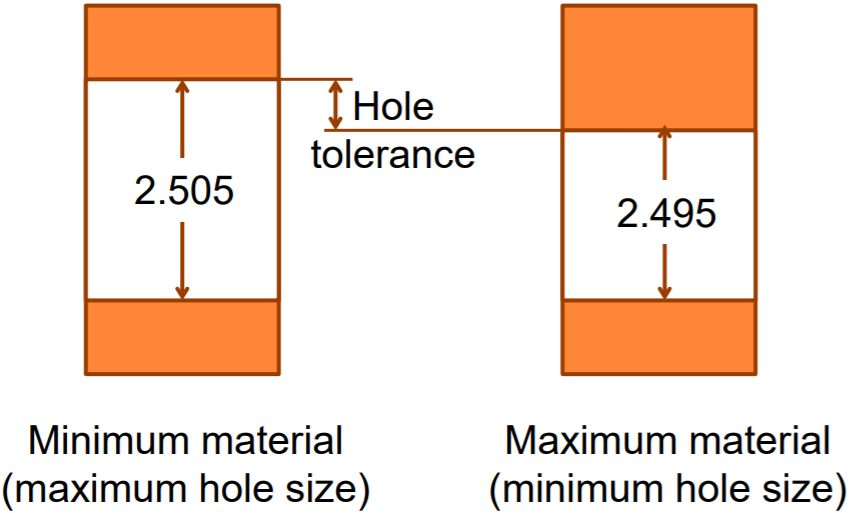 Hole
tolerance
2.505
2.495
Minimum material
(maximum hole size)
Maximum material
(minimum hole size)